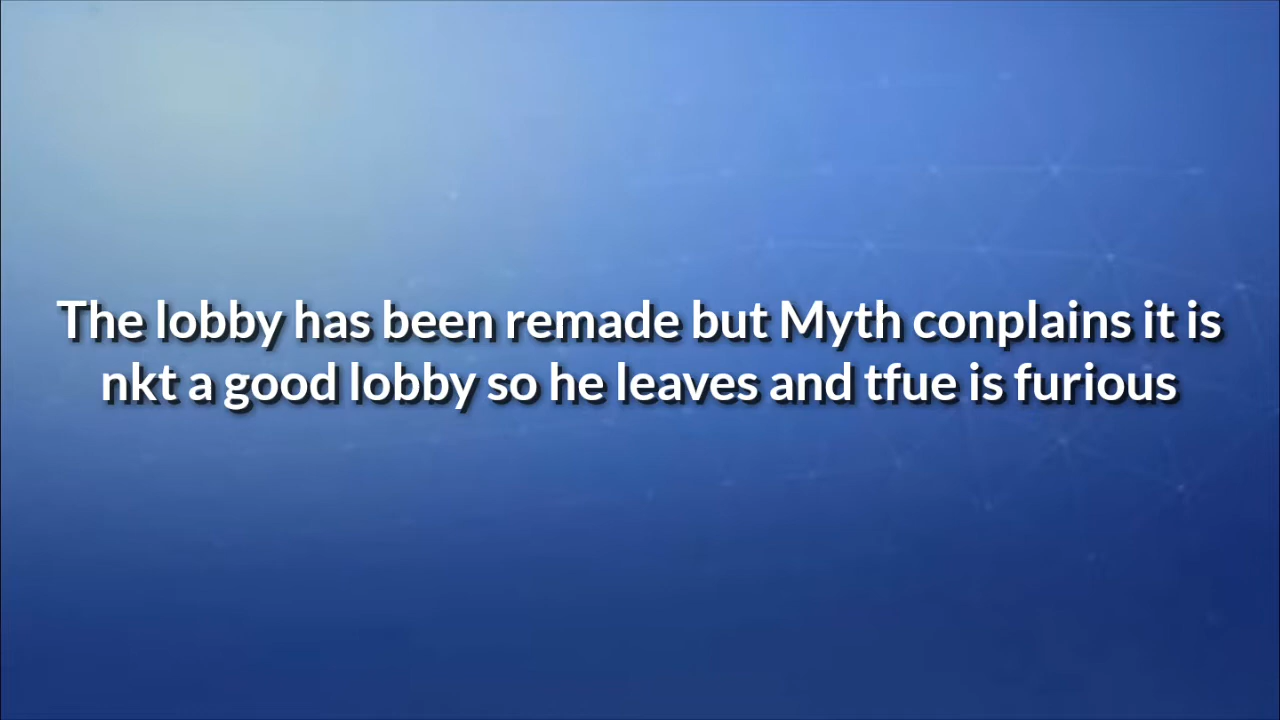 The lobby has been remade but Myth conplains it is
nkt a good lobby so he leaves and tfue is furious